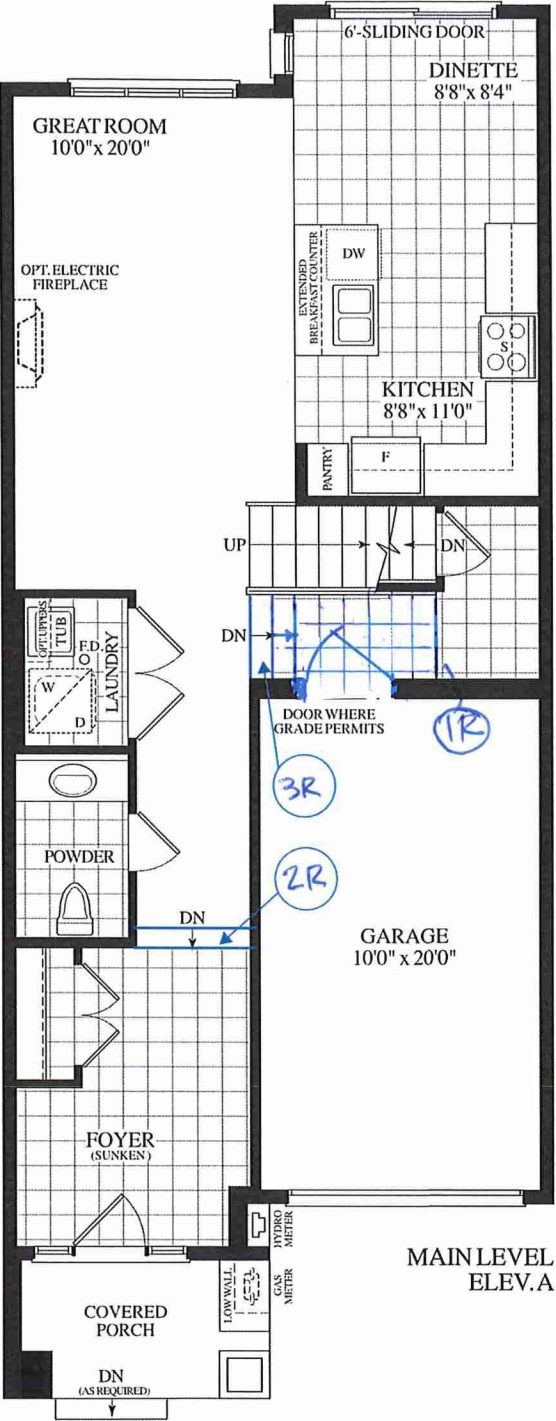 6'-SLIDING DOOR
DINETTE
8'8"x 8'4"
GREAT ROOM
10'0"x 20'0"
OPT. ELECTRIC
FIREPLACE
EXTENDED
BREAKFAST COUNTER
DW
S
KITCHEN
8'8"x 11'0"
PANTRY
F
UP
DN
DN
OPT. UPPERS
TUB
F.D.
W
D
LAUNDRY
DOOR WHERE
GRADE PERMITS
1R
3R
POWDER
2R
DN
GARAGE
10'0" x 20'0"
FOYER
(SUNKEN)
HYDRO
METER
MAIN LEVEL
ELEV. A
LOW WALL
GAS
METER
COVERED
PORCH
DN
(AS REQUIRED)